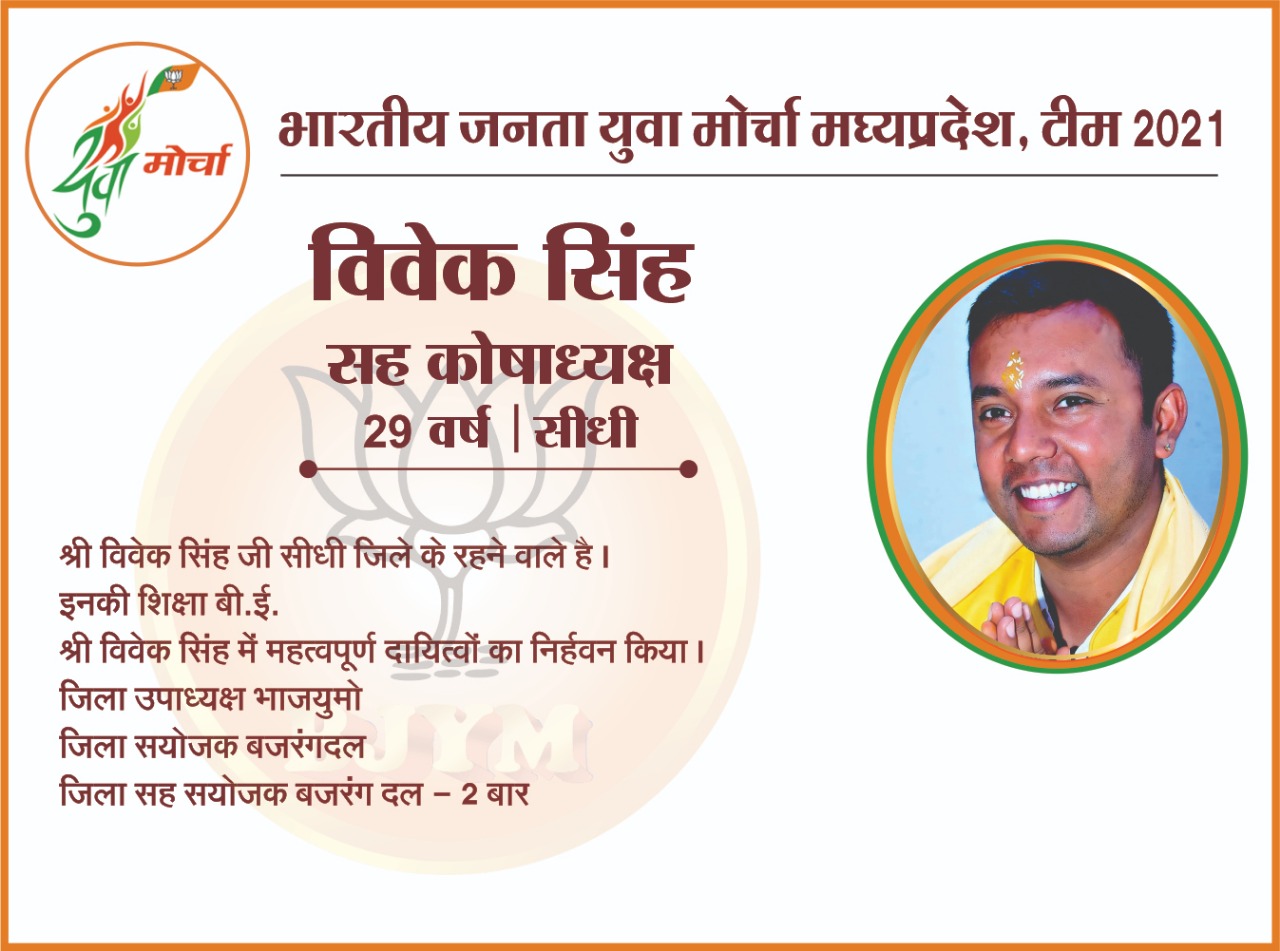 युवा मोर्चा
भारतीय जनता युवा मोर्चा मघ्यप्रदेश, टीम 2021
विवेक सिंह
सह कोषाध्यक्ष
29 वर्ष | सीधी
श्री विवेक सिंह जी सीधी जिले के रहने वाले है।
इनकी शिक्षा बी.ई.
श्री विवेक सिंह में महत्वपूर्ण दायित्वों का निर्हवन किया।
जिला उपाध्यक्ष भाजयुमो
जिला सयोजक बजरंगदल
जिला सह सयोजक बजरंग दल – 2 बार
BJYM